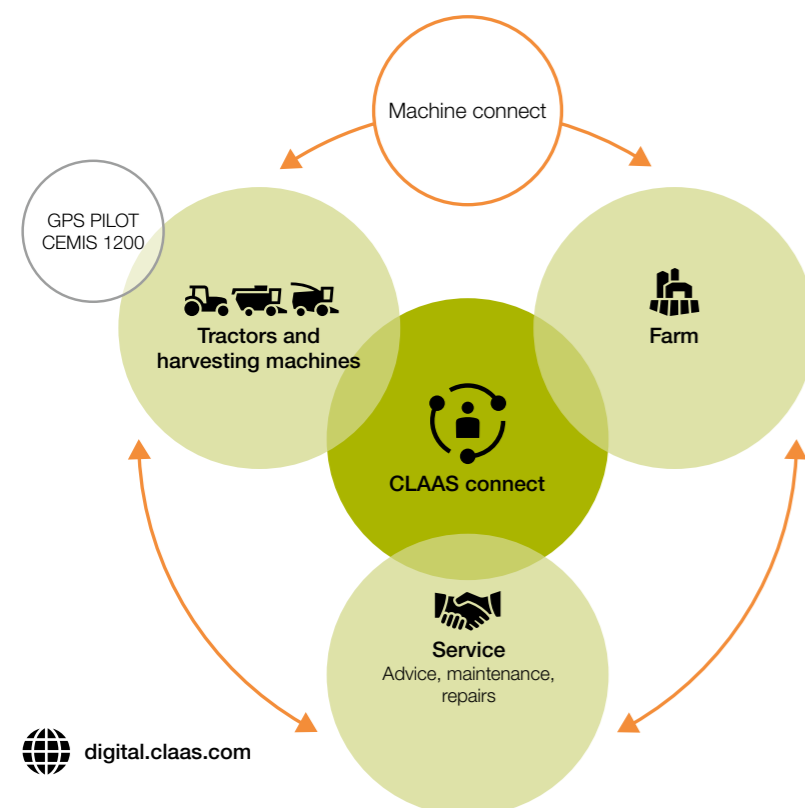 Machine connect
GPS PILOT
CEMIS 1200
Tractors and
harvesting machines
Farm
CLAAS connect
Service
Advice, maintenance,
repairs
digital.claas.com